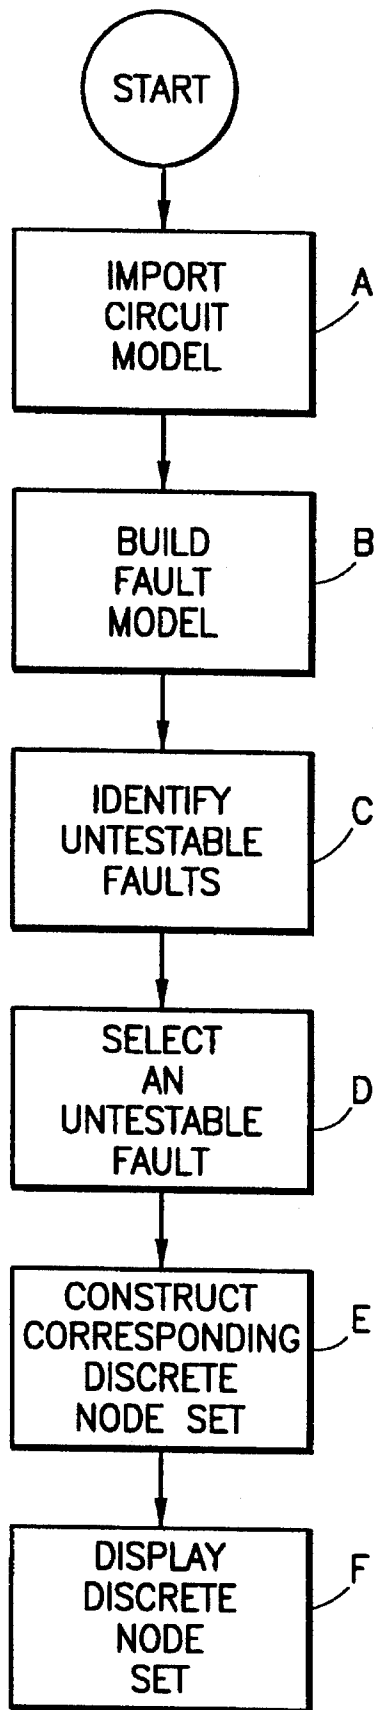 START
IMPORT
CIRCUIT
MODEL
A
BUILD
FAULT
MODEL
B
IDENTIFY
UNTESTABLE
FAULTS
C
SELECT
AN
UNTESTABLE
FAULT
D
CONSTRUCT
CORRESPONDING
DISCRETE
NODE SET
E
DISPLAY
DISCRETE
NODE
SET
F